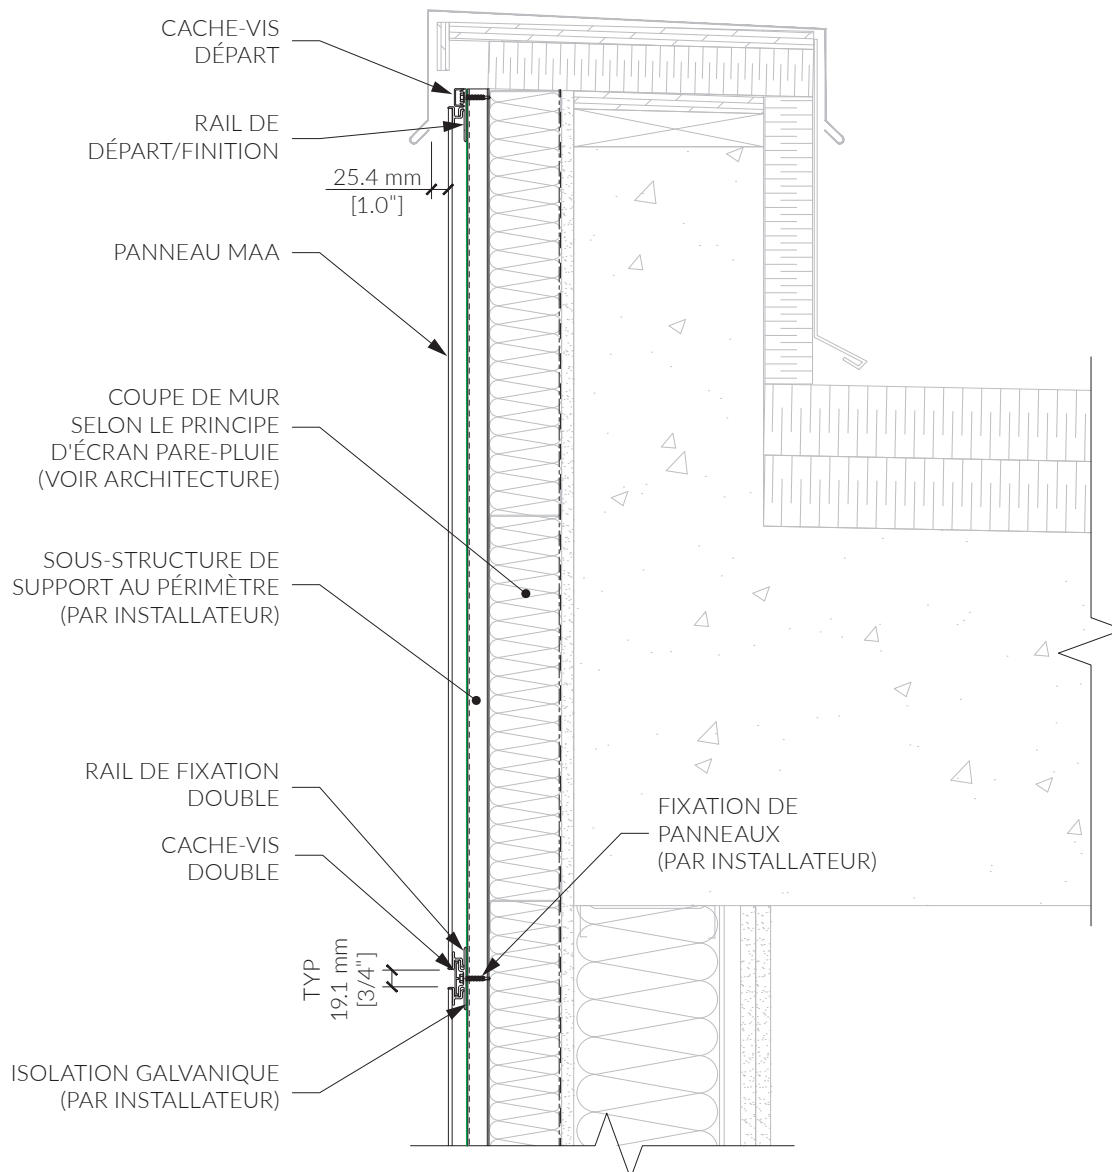 CACHE-VIS
DÉPART
RAIL DE
DÉPART/FINITION
25.4 mm
[1.0"]
PANNEAU MAA
COUPE DE MUR
SELON LE PRINCIPE
D'ÉCRAN PARE-PLUIE
(VOIR ARCHITECTURE)
SOUS-STRUCTURE DE
SUPPORT AU PÉRIMÈTRE
(PAR INSTALLATEUR)
RAIL DE FIXATION
DOUBLE
CACHE-VIS
DOUBLE
FIXATION DE
PANNEAUX
(PAR INSTALLATEUR)
TYP
19.1 mm
[3/4"]
ISOLATION GALVANIQUE
(PAR INSTALLATEUR)